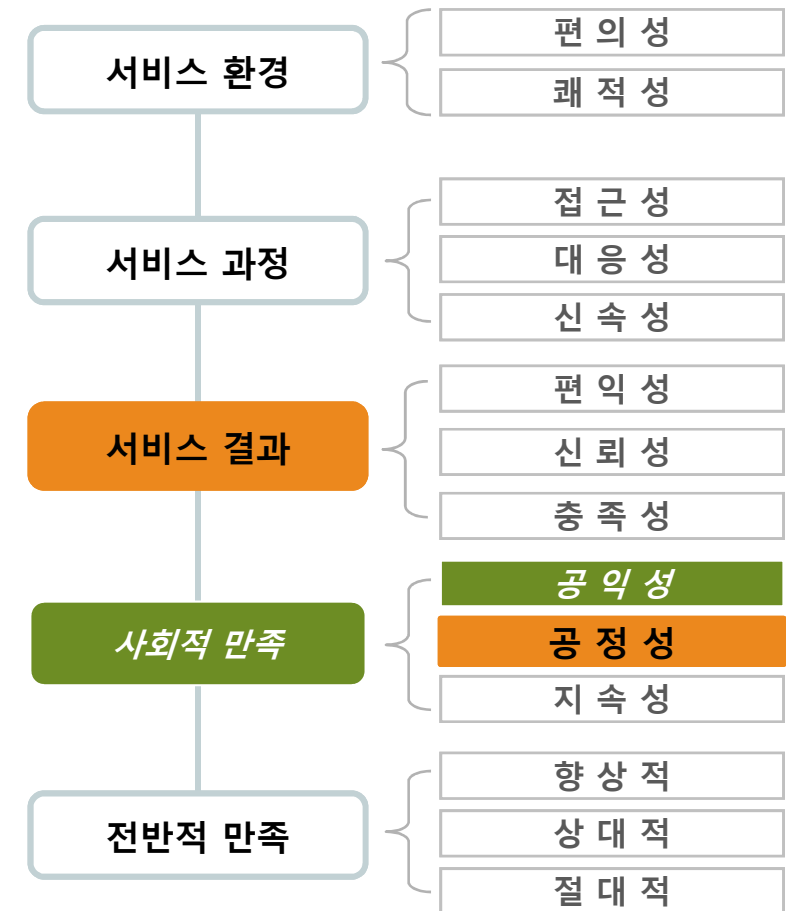 서비스 환경
편 의 성
쾌 적 성
서비스 과정
접 근 성
대 응 성
신 속 성
서비스 결과
편 익 성
신 뢰 성
충 족 성
사회적 만족
공 익 성
공 정 성
지 속 성
전반적 만족
향 상 적
상 대 적
절 대 적